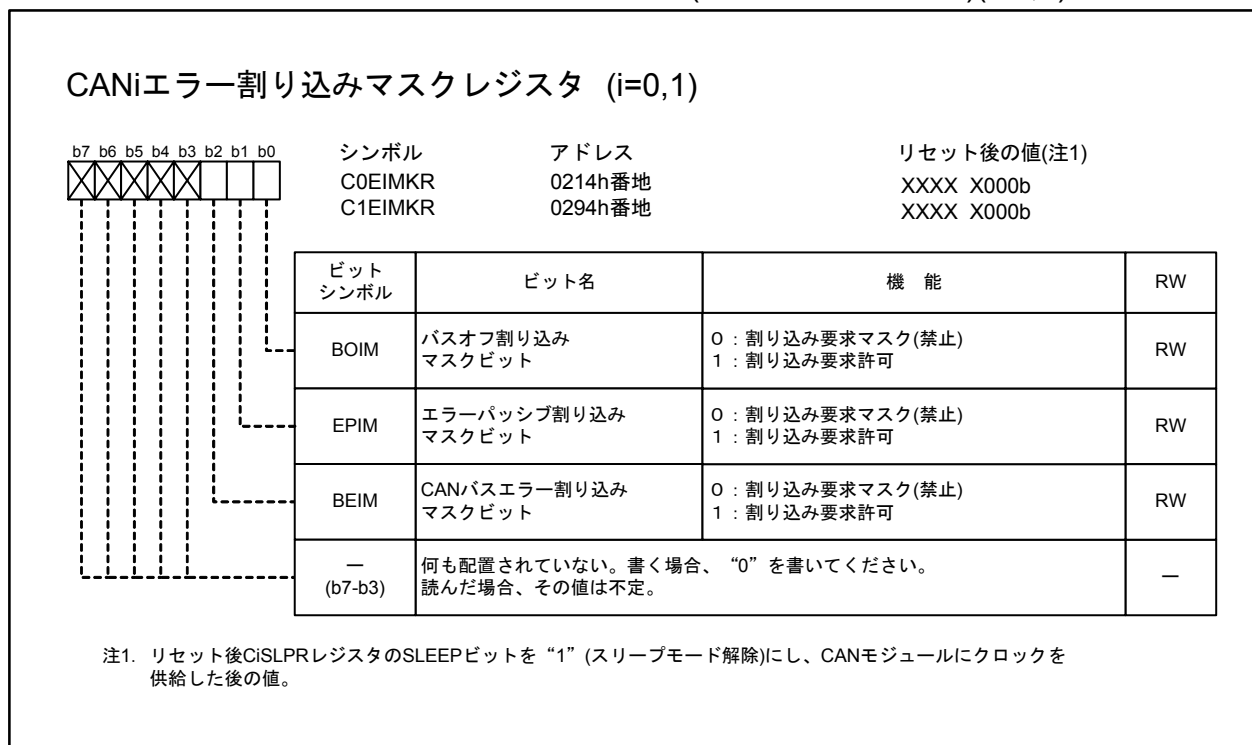 CANiエラー割り込みマスクレジスタ (i=0,1)
b7 b6 b5 b4 b3 b2 b1 b0
シンボル アドレス リセット後の値(注1)
C0EIMKR 0214h番地 XXXX X000b
C1EIMKR 0294h番地 XXXX X000b
ビット
シンボル
ビット名
機 能
RW
BOIM
バスオフ割り込み
マスクビット
0:割り込み要求マスク(禁止)
1:割り込み要求許可
RW
EPIM
エラーパッシブ割り込み
マスクビット
0:割り込み要求マスク(禁止)
1:割り込み要求許可
RW
BEIM
CANバスエラー割り込み
マスクビット
0:割り込み要求マスク(禁止)
1:割り込み要求許可
RW
—
(b7-b3)
何も配置されていない。書く場合、“0”を書いてください。
読んだ場合、その値は不定。
—
注1. リセット後CiSLPRレジスタのSLEEPビットを“1”(スリープモード解除)にし、CANモジュールにクロックを
供給した後の値。